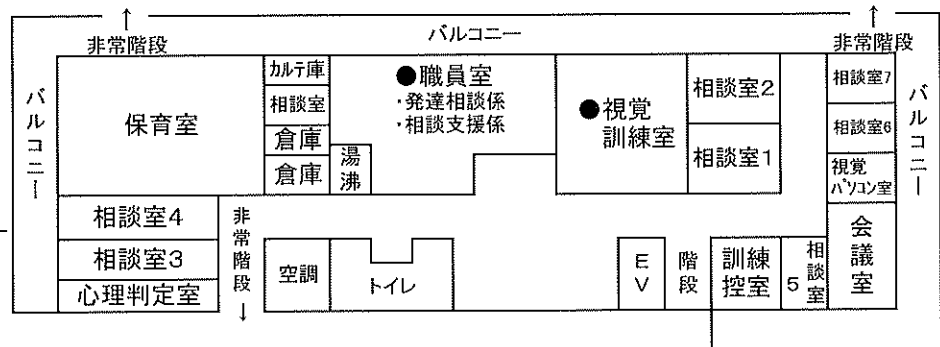 非常階段
バルコニー
非常階段
バルコニー
保育室
カルテ庫
相談室
倉庫
倉庫
湯沸
●職員室
・発達相談係
・相談支援係
●視覚
訓練室
相談室2
相談室1
相談室7
相談室6
視覚
パソコン室
会議室
バルコニー
相談室4
相談室3
心理判定室
非常階段
空調
トイレ
EV
階段
訓練
控室
相談室5